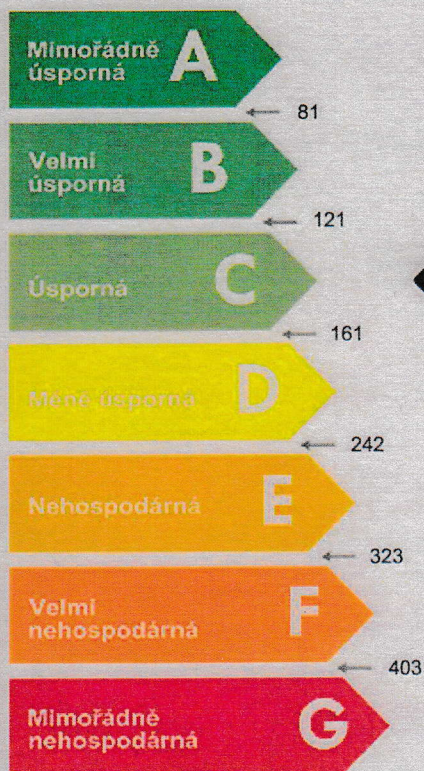 Mimořádně
úsporná
A
81
Velmi
úsporná
B
121
Úsporná
C
161
Méně úsporná
D
242
Nehospodárná
E
323
Velmi
nehospodárná
F
403
Mimořádně
nehospodárná
G